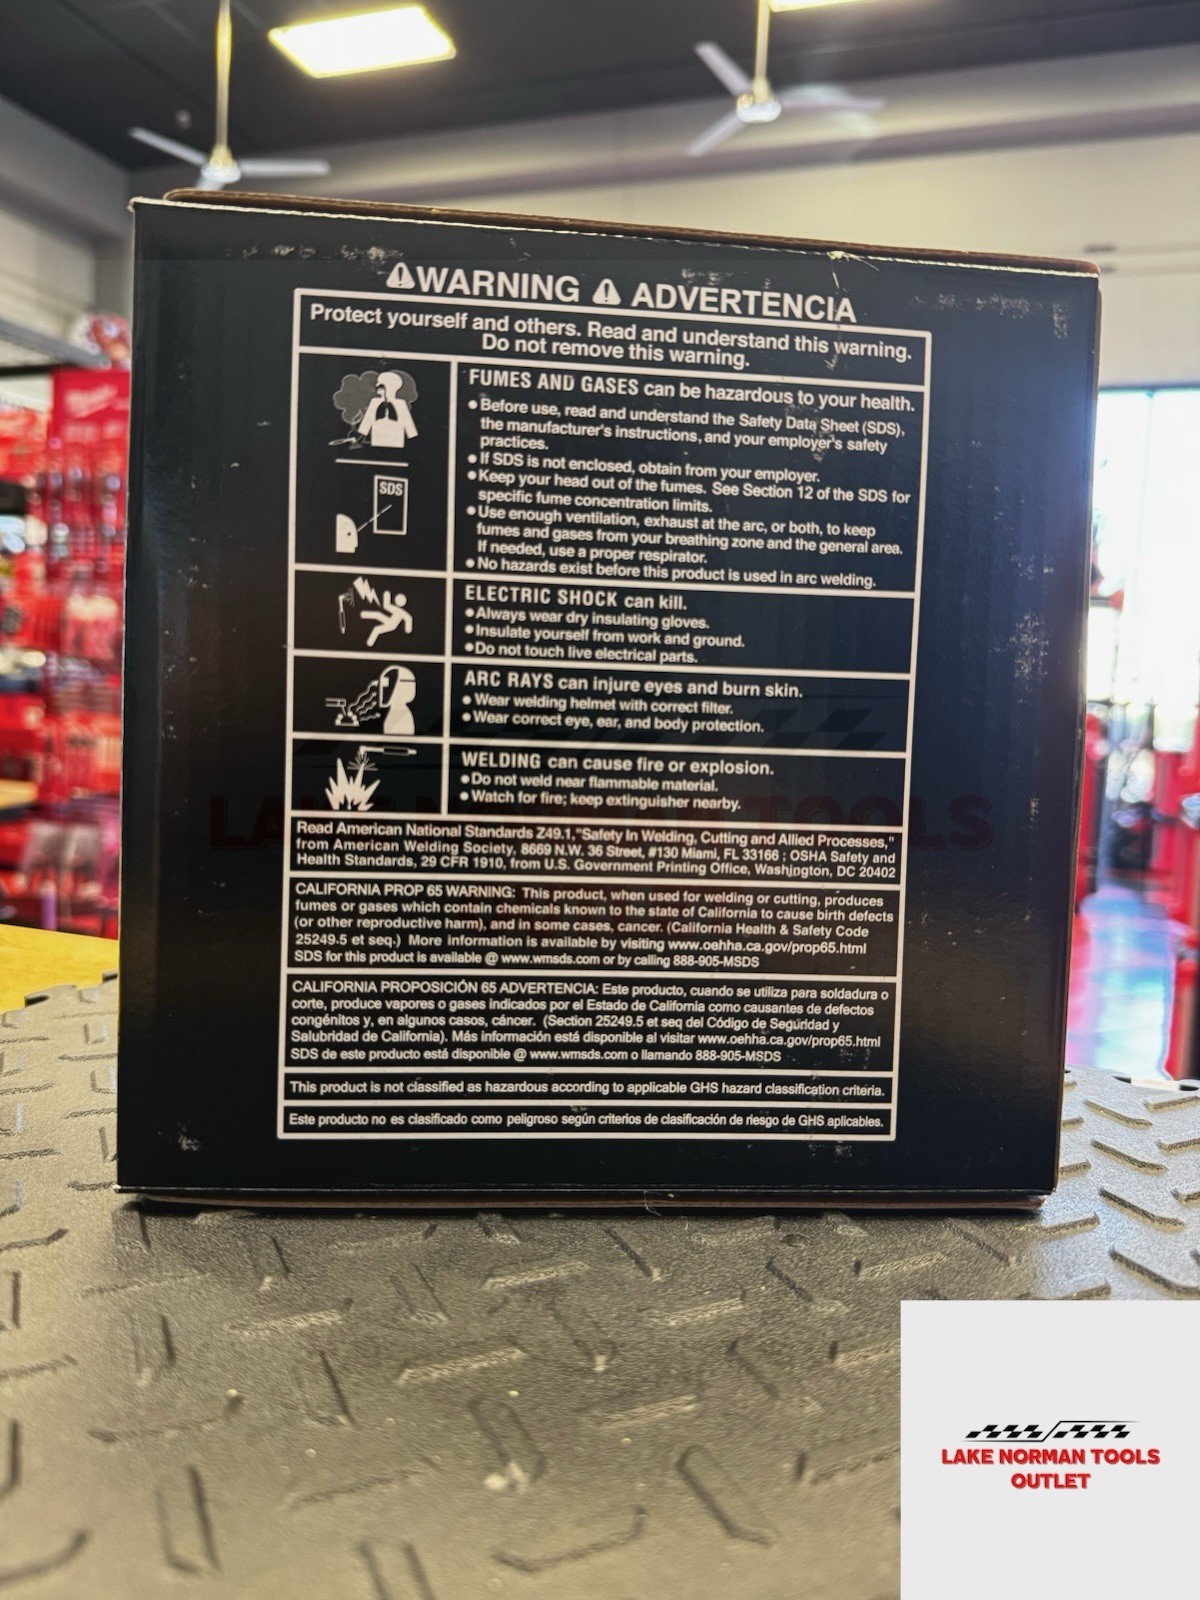 ⚠WARNING ⚠ ADVERTENCIA
Protect yourself and others. Read and understand this warning.
Do not remove this warning.
FUMES AND GASES can be hazardous to your health.
● Before use, read and understand the Safety Data Sheet (SDS),
the manufacturer's instructions, and your employer's safety
practices.
● If SDS is not enclosed, obtain from your employer.
● Keep your head out of the fumes. See Section 12 of the SDS for
specific fume concentration limits.
● Use enough ventilation, exhaust at the arc, or both, to keep
fumes and gases from your breathing zone and the general area.
If needed, use a proper respirator.
● No hazards exist before this product is used in arc welding.
SDS
ELECTRIC SHOCK can kill.
● Always wear dry insulating gloves.
● Insulate yourself from work and ground.
● Do not touch live electrical parts.
ARC RAYS can injure eyes and burn skin.
● Wear welding helmet with correct filter.
● Wear correct eye, ear, and body protection.
WELDING can cause fire or explosion.
● Do not weld near flammable material.
● Watch for fire; keep extinguisher nearby.
LAKE NORMAN TOOLS
Read American National Standards Z49.1, "Safety In Welding, Cutting and Allied Processes,"
from American Welding Society, 8669 N.W. 36 Street, #130 Miami, FL 33166 ; OSHA Safety and
Health Standards, 29 CFR 1910, from U.S. Government Printing Office, Washington, DC 20402
CALIFORNIA PROP 65 WARNING: This product, when used for welding or cutting, produces
fumes or gases which contain chemicals known to the state of California to cause birth defects
(or other reproductive harm), and in some cases, cancer. (California Health & Safety Code
25249.5 et seq.) More information is available by visiting www.oehha.ca.gov/prop65.html
SDS for this product is available @ www.wmsds.com or by calling 888-905-MSDS
CALIFORNIA PROPOSICIÓN 65 ADVERTENCIA: Este producto, cuando se utiliza para soldadura o
corte, produce vapores o gases indicados por el Estado de California como causantes de defectos
congénitos y, en algunos casos, cáncer. (Section 25249.5 et seq del Código de Seguridad y
Salubridad de California). Más información está disponible al visitar www.oehha.ca.gov/prop65.html
SDS de este producto está disponible @ www.wmsds.com o llamando 888-905-MSDS
This product is not classified as hazardous according to applicable GHS hazard classification criteria.
Este producto no es clasificado como peligroso según criterios de clasificación de riesgo de GHS aplicables.
LAKE NORMAN TOOLS
OUTLET